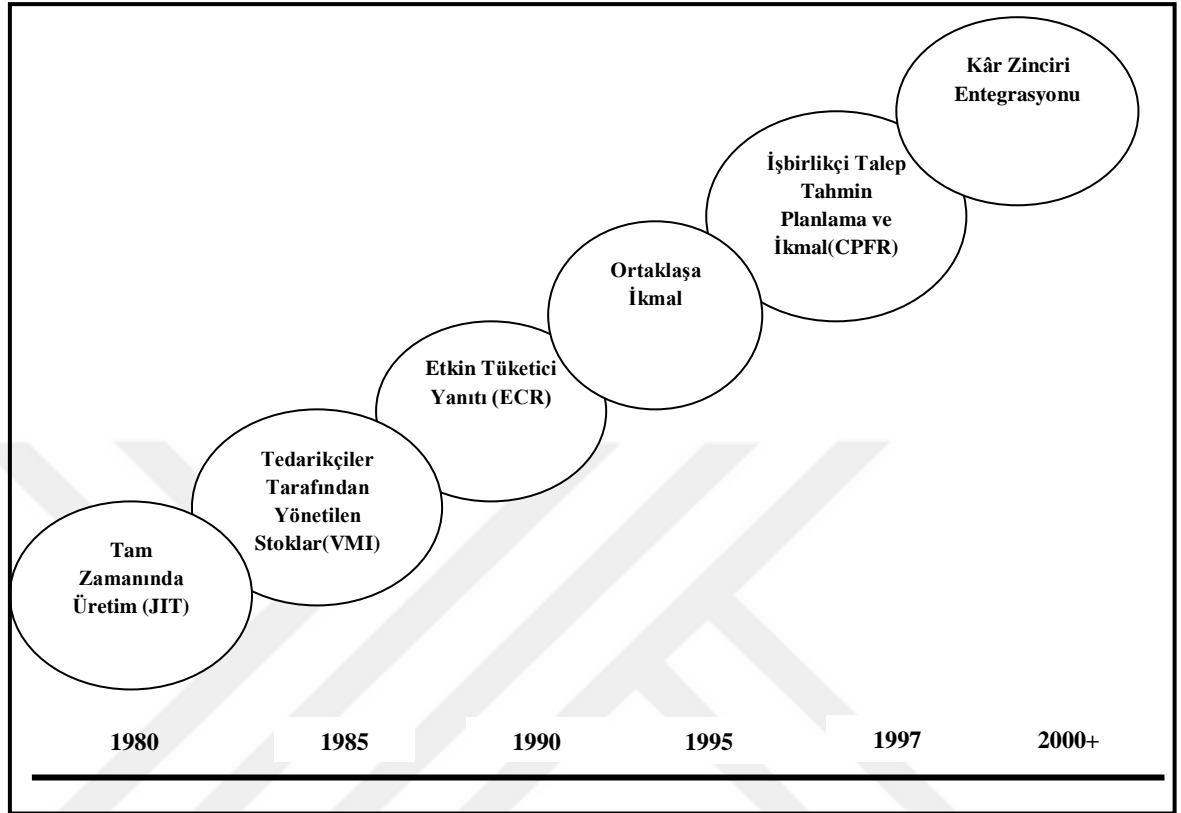 Kâr Zinciri
Entegrasyonu
İşbirlikçi Talep
Tahmin
Planlama ve
İkmal(CPFR)
Ortaklaşa
İkmal
Etkin Tüketici
Yanıtı (ECR)
Tedarikçiler
Tarafından
Yönetilen
Stoklar(VMI)
Tam
Zamanında
Üretim (JIT)
1980 1985 1990 1995 1997 2000+